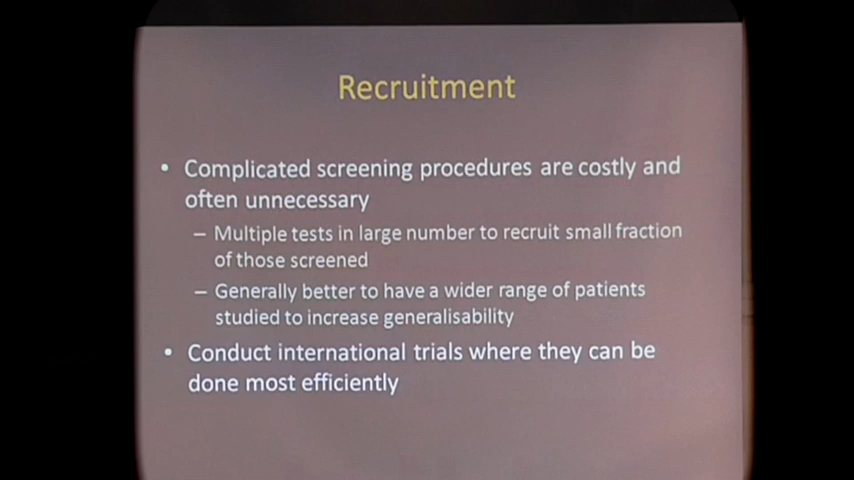 Recruitment
• Complicated screening procedures are costly and
often unnecessary
– Multiple tests in large number to recruit small fraction
of those screened
– Generally better to have a wider range of patients
studied to increase generalisability
• Conduct international trials where they can be
done most efficiently